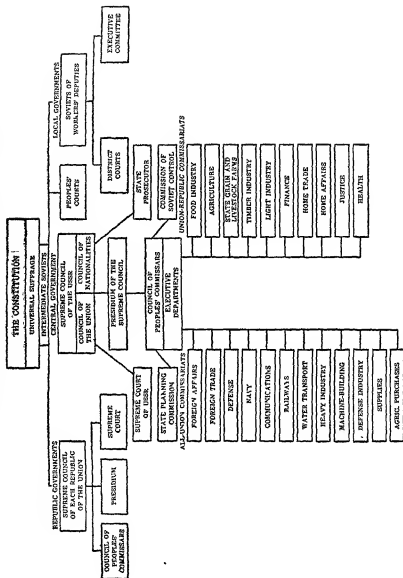 THE CONSTITUTION
UNIVERSAL SUFFRAGE
INTERMEDIATE SOVIETS
REPUBLIC GOVERNMENTS
SUPREME COUNCIL
OF EACH REPUBLIC
OF THE UNION
COUNCIL OF
PEOPLES'
COMMISSARS
PRESIDIUM
SUPREME
COURT
CENTRAL GOVERNMENT
SUPREME COUNCIL
OF THE USSR
COUNCIL OF
THE UNION
COUNCIL OF
NATIONALITIES
LOCAL GOVERNMENTS
PEOPLES'
COURTS
SOVIETS OF
WORKERS' DEPUTIES
DISTRICT
COURTS
EXECUTIVE
COMMITTEE
SUPREME COURT
OF USSR
PRESIDIUM OF THE
SUPREME COUNCIL
STATE
PROSECUTOR
STATE PLANNING
COMMISSION
COUNCIL OF
PEOPLES' COMMISSARS
EXECUTIVE
DEPARTMENTS
COMMISSION OF
SOVIET CONTROL
ALL-UNION COMMISSARIATS
FOREIGN AFFAIRS
FOREIGN TRADE
DEFENSE
NAVY
COMMUNICATIONS
RAILWAYS
WATER TRANSPORT
HEAVY INDUSTRY
MACHINE-BUILDING
DEFENSE INDUSTRY
SUPPLIES
AGRIC. PURCHASES
UNION-REPUBLIC COMMISSARIATS
FOOD INDUSTRY
AGRICULTURE
STATE GRAIN AND
LIVESTOCK FARMS
TIMBER INDUSTRY
LIGHT INDUSTRY
FINANCE
HOME TRADE
HOME AFFAIRS
JUSTICE
HEALTH